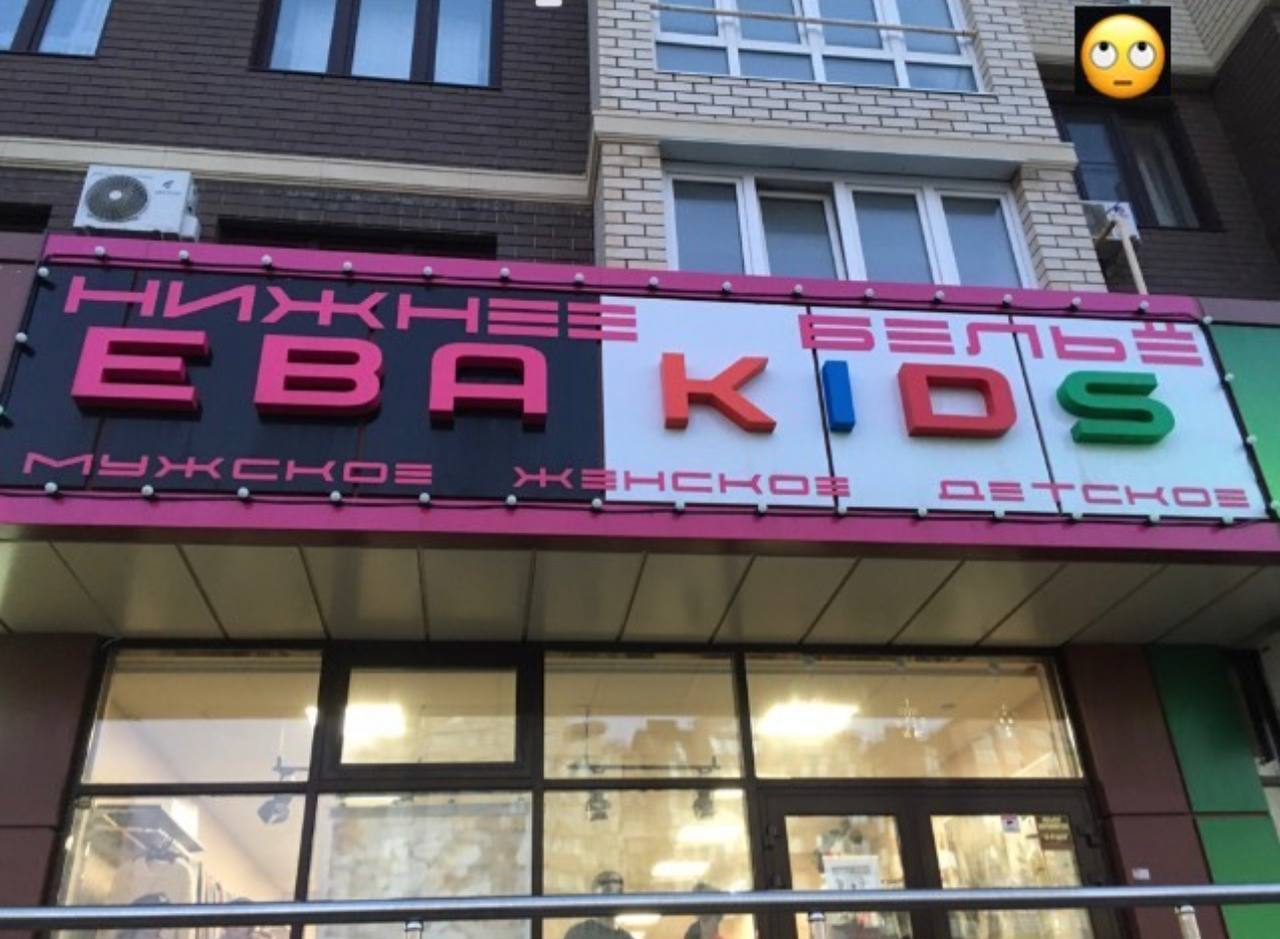 НИЖНЕЕ БЕЛЬЁ
ЕВА KIDS
МУЖСКОЕ ЖЕНСКОЕ ДЕТСКОЕ